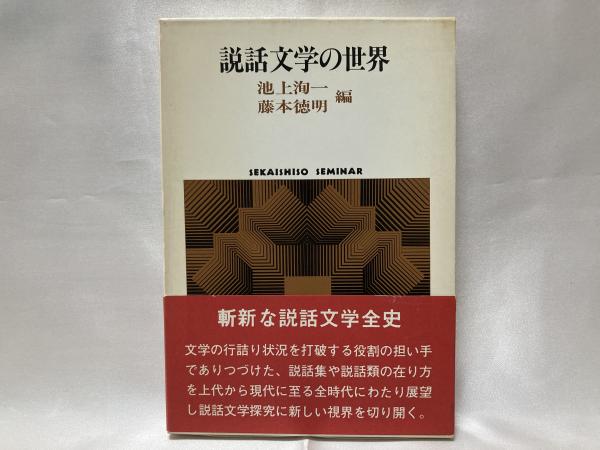 説話文学の世界
池上洵一
藤本徳明 編
SEKAISHISO SEMINAR
斬新な説話文学全史
文学の行詰り状況を打破する役割の担い手
でありつづけた、説話集や説話類の在り方
を上代から現代に至る全時代にわたり展望
し説話文学探究に新しい視界を切り開く。